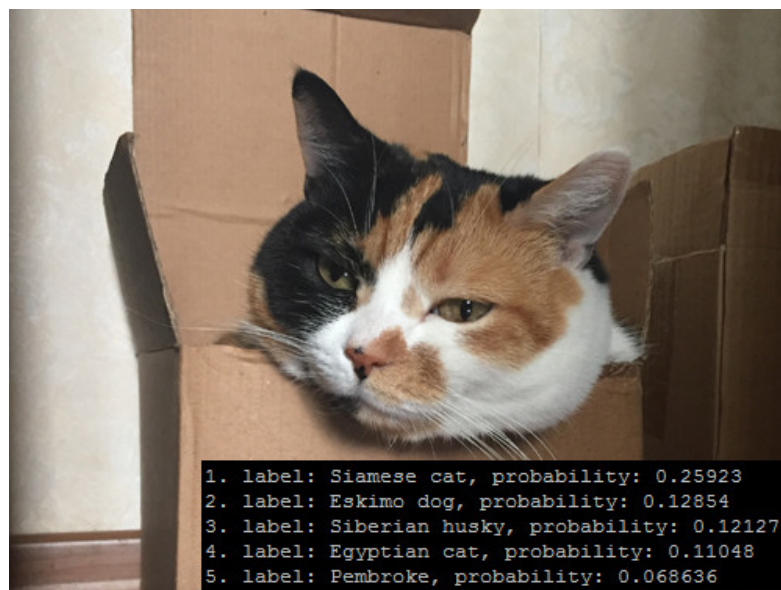 1. label: Siamese cat, probability: 0.25923
2. label: Eskimo dog, probability: 0.12854
3. label: Siberian husky, probability: 0.12127
4. label: Egyptian cat, probability: 0.11048
5. label: Pembroke, probability: 0.068636